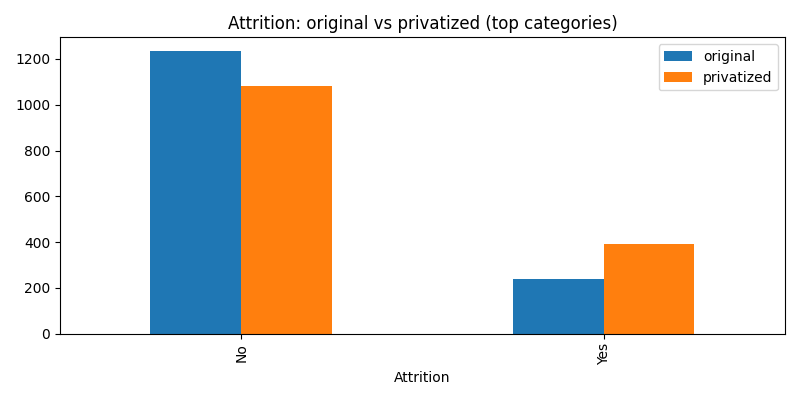 Attrition: original vs privatized (top categories)
original
privatized
1200
1000
800
600
400
200
0
No
Yes
Attrition